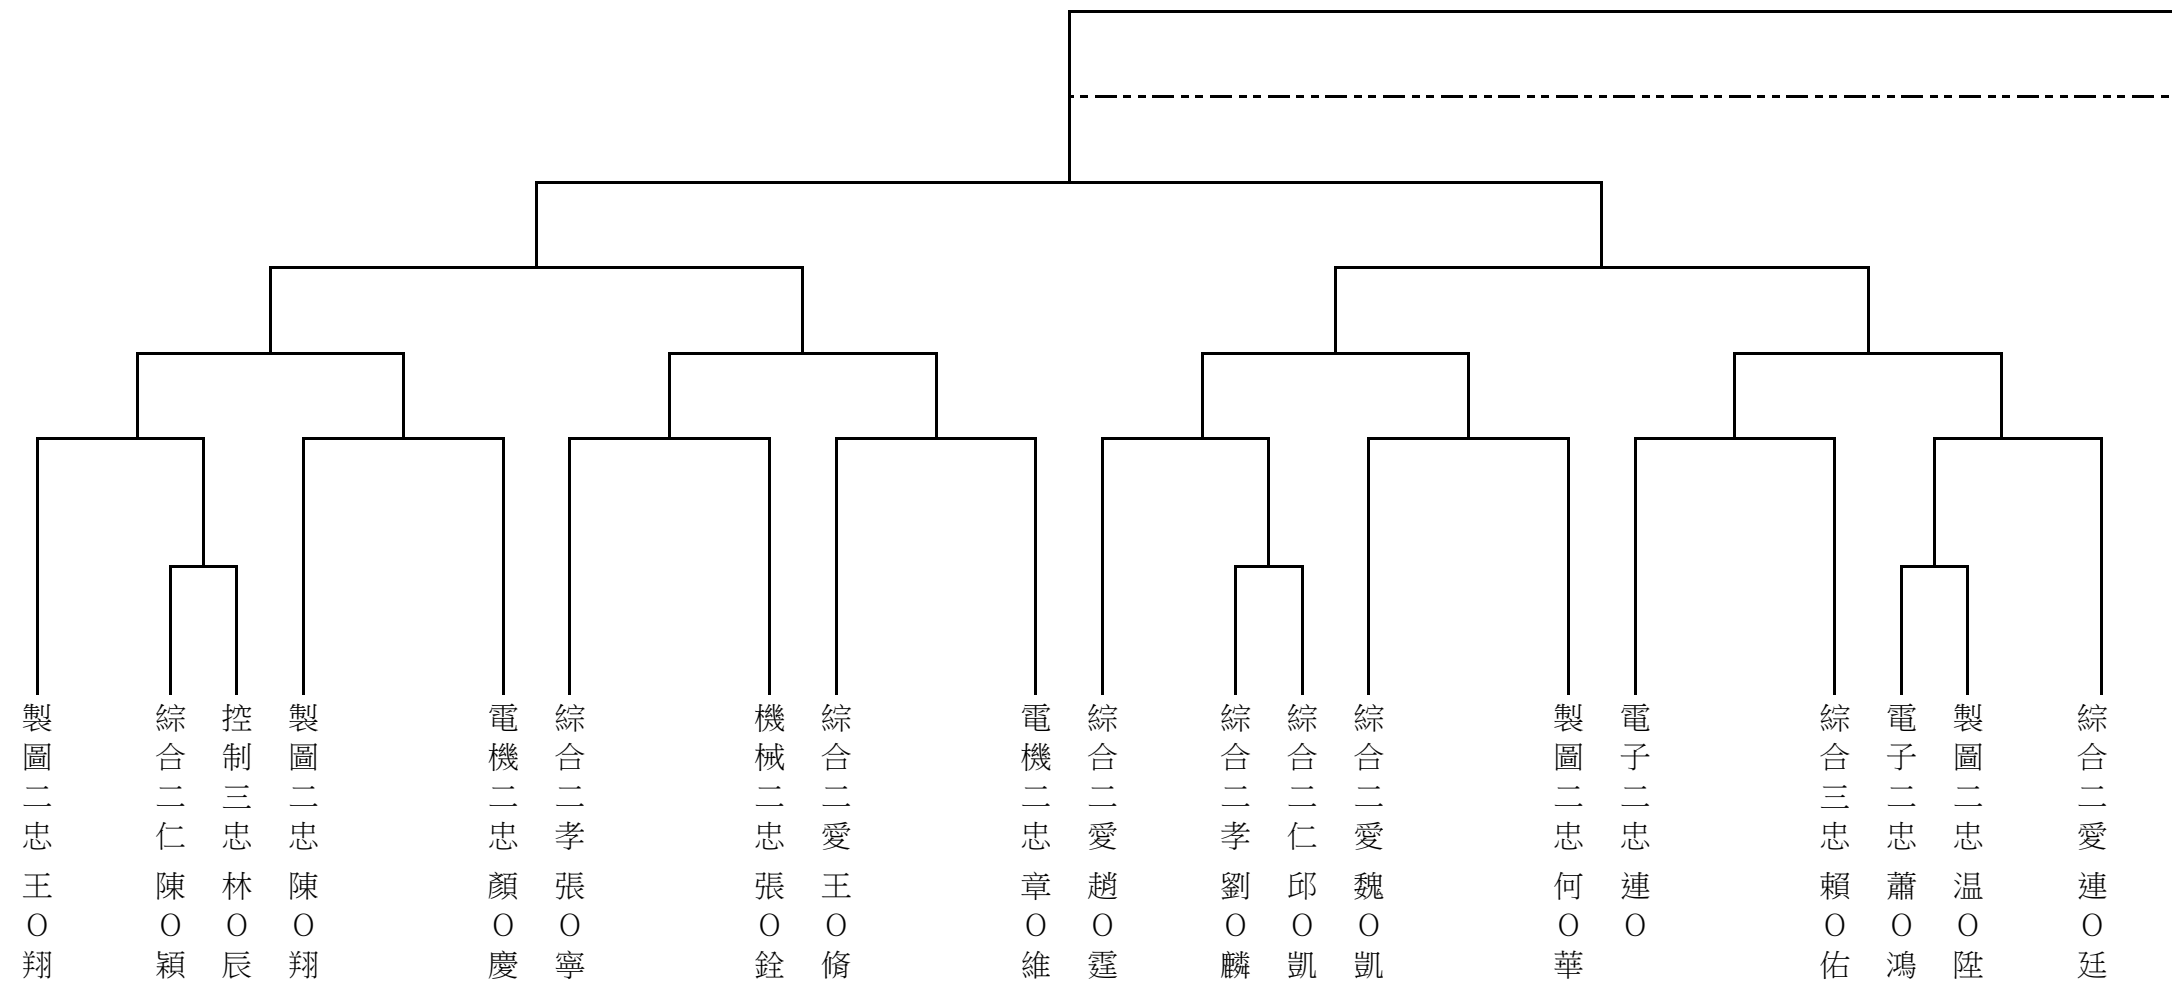 製圖二忠 王O翔
綜合二仁 陳O穎
控制三忠 林O辰
製圖二忠 陳O翔
電機二忠 顏O慶
綜合二孝 張O寧
機械二忠 張O銓
綜合二愛 王O脩
電機二忠 章O維
綜合二愛 趙O霆
綜合二孝 劉O麟
綜合二仁 邱O凱
綜合二愛 魏O凱
製圖二忠 何O華
電子二忠 連O
綜合三忠 賴O佑
電子二忠 蕭O鴻
製圖二忠 温O陞
綜合二愛 連O廷